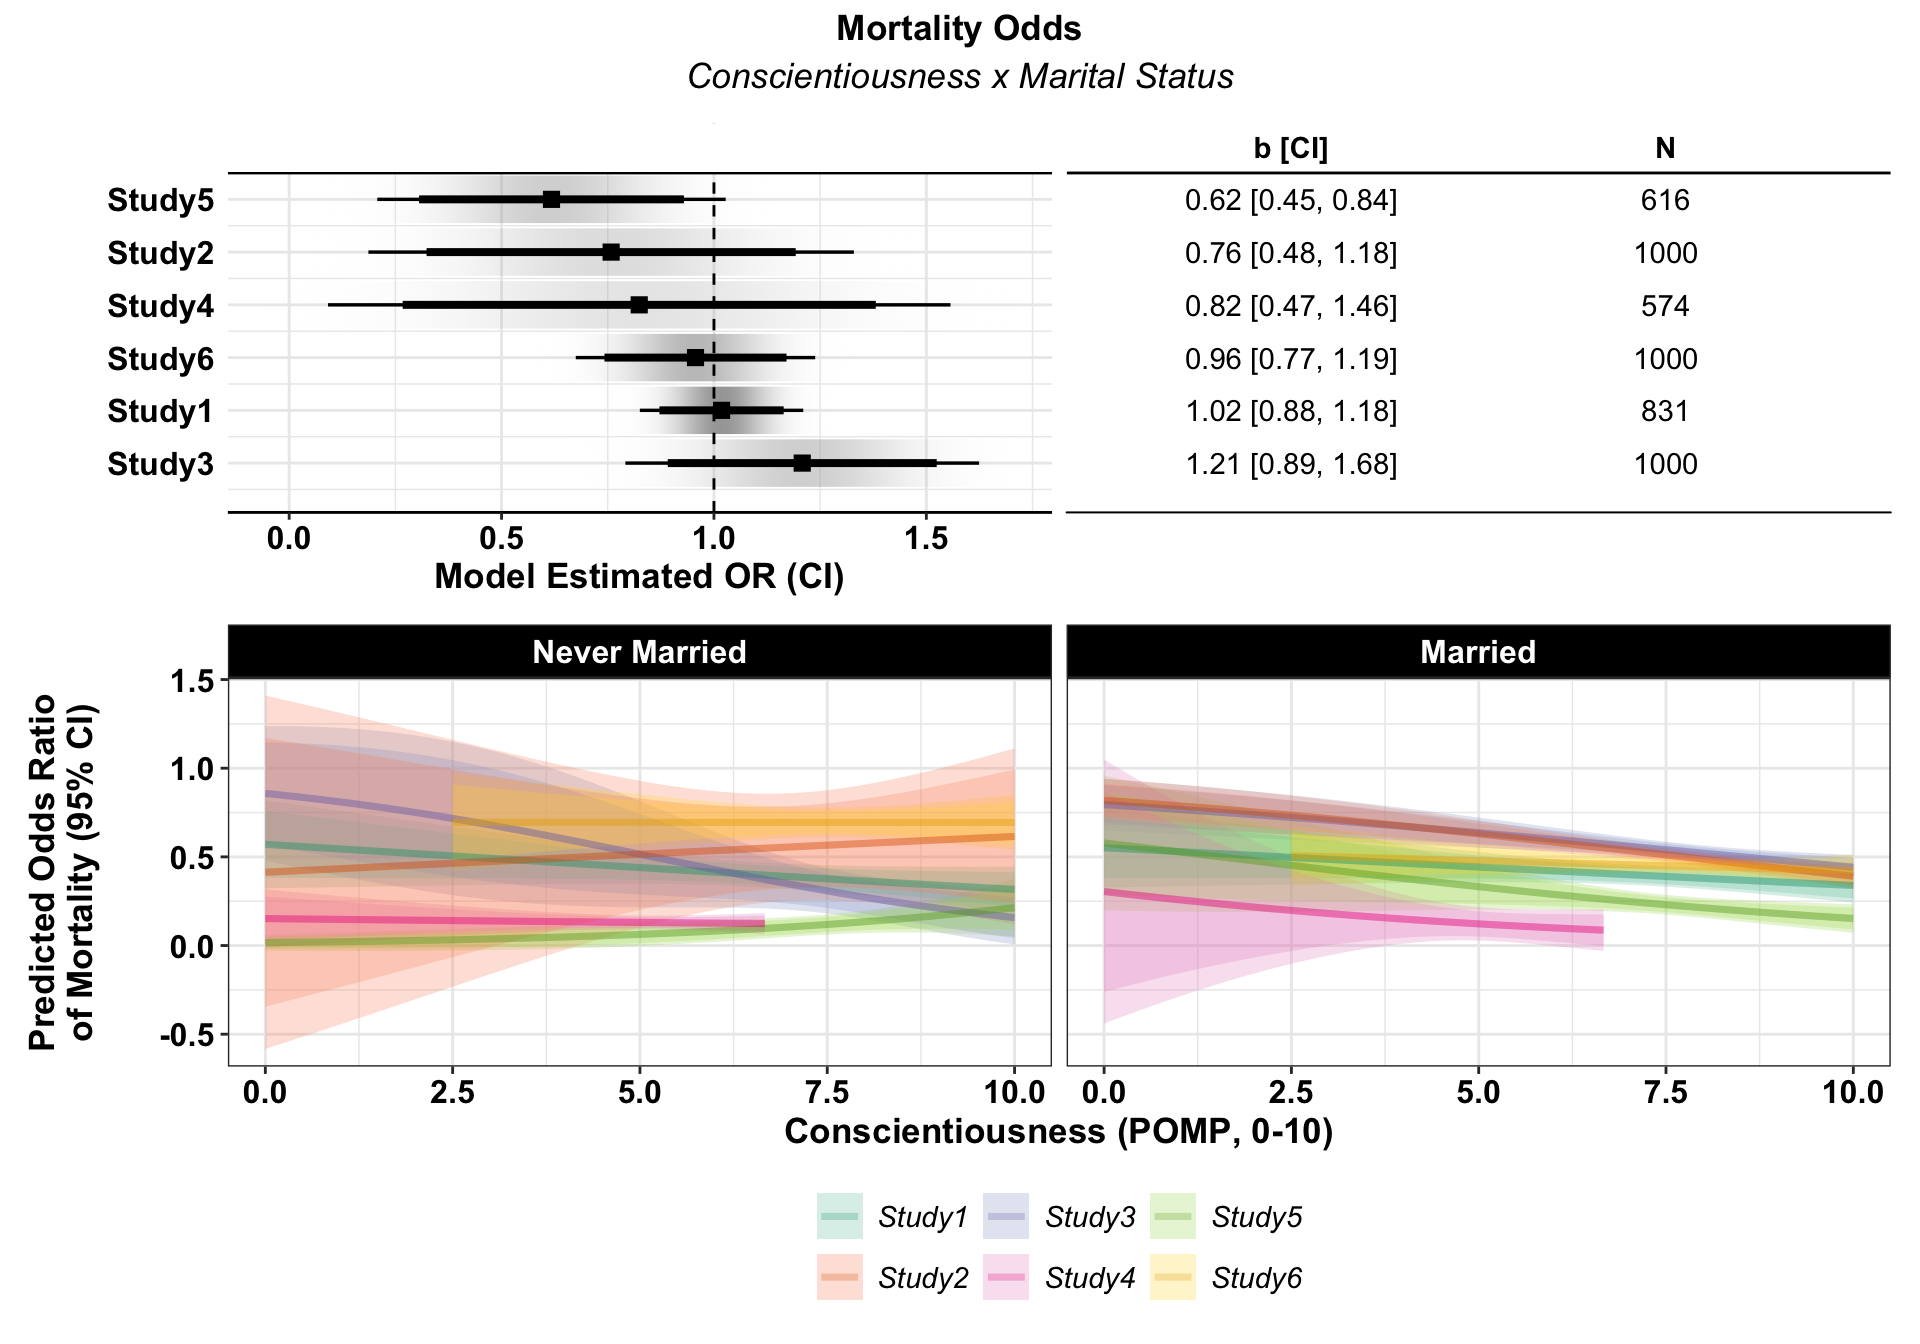 Mortality Odds
Conscientiousness x Marital Status
b [CI] N
Study5 0.62 [0.45, 0.84] 616
Study2 0.76 [0.48, 1.18] 1000
Study4 0.82 [0.47, 1.46] 574
Study6 0.96 [0.77, 1.19] 1000
Study1 1.02 [0.88, 1.18] 831
Study3 1.21 [0.89, 1.68] 1000
0.0 0.5 1.0 1.5
Model Estimated OR (CI)
Never Married Married
Predicted Odds Ratio
of Mortality (95% CI)
1.5
1.0
0.5
0.0
-0.5
0.0 2.5 5.0 7.5 10.0 0.0 2.5 5.0 7.5 10.0
Conscientiousness (POMP, 0-10)
Study1 Study3 Study5
Study2 Study4 Study6